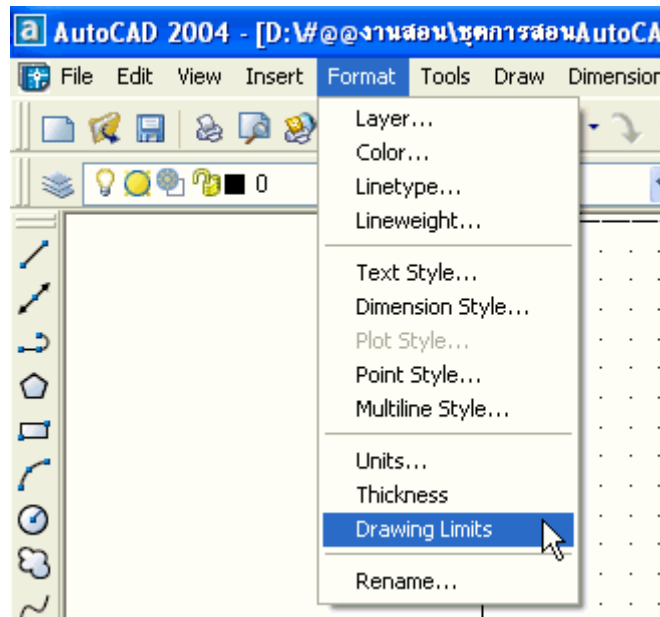 a AutoCAD 2004 - [D:\#@@งานสอน\ชุดการสอนAutoCA
File Edit View Insert Format Tools Draw Dimension
0
Layer...
Color...
Linetype...
Lineweight...
Text Style...
Dimension Style...
Plot Style...
Point Style...
Multiline Style...
Units...
Thickness
Drawing Limits
Rename...